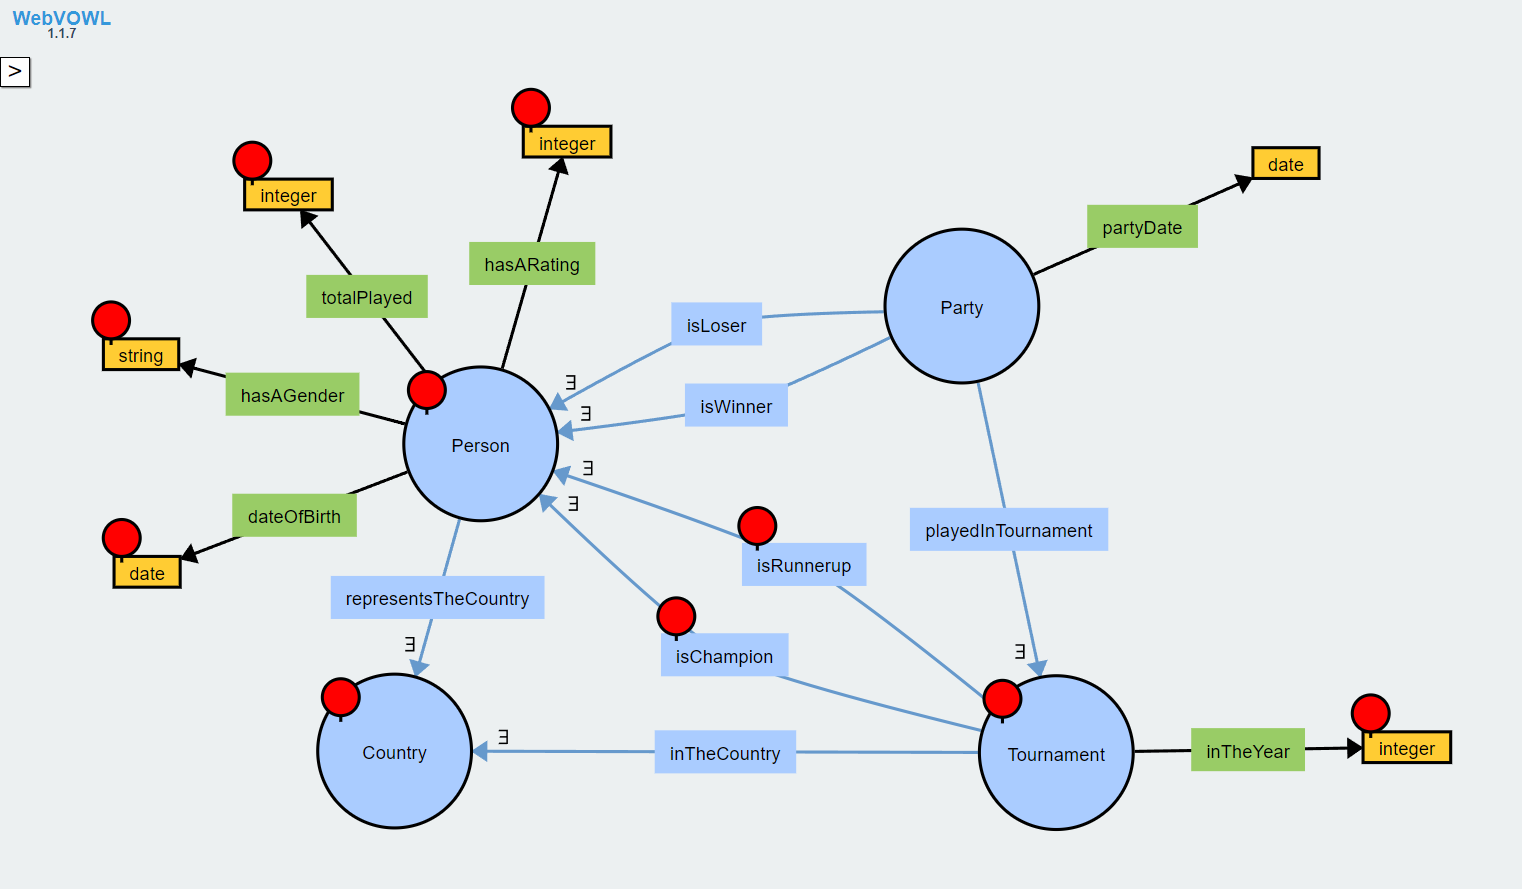 WebVOWL
1.1.7
>
integer
integer
date
partyDate
hasARating
totalPlayed
Party
isLoser
string
hasAGender
∃
isWinner
∃
Person
∃
∃
dateOfBirth
isRunnerup
playedInTournament
date
representsTheCountry
∃
isChampion
∃
Country
∃
inTheCountry
Tournament
inTheYear
integer